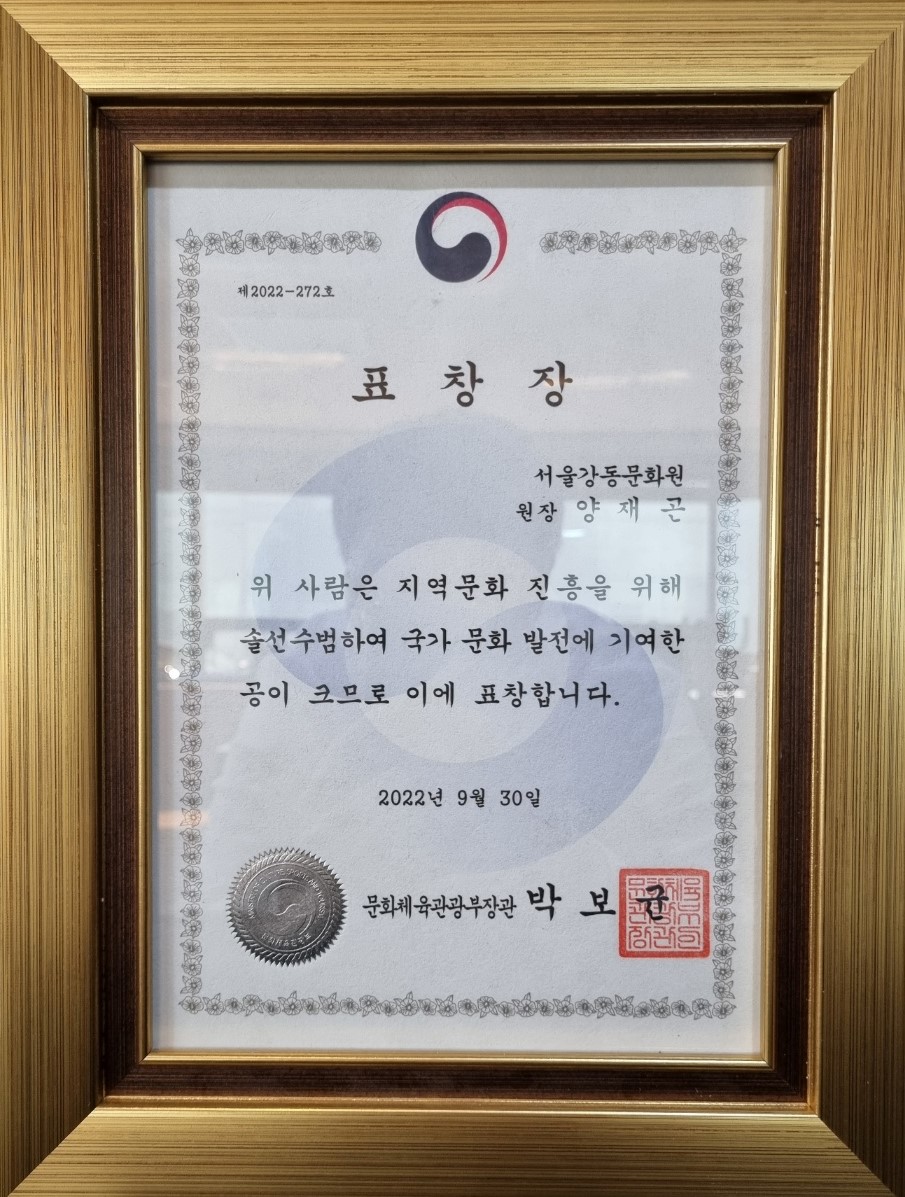 제2022-272호
표 창 장
서울강동문화원
원장 양 재 곤
위 사람은 지역문화 진흥을 위해
솔선수범하여 국가 문화 발전에 기여한
공이 크므로 이에 표창합니다.
2022년 9월 30일
문화체육관광부장관 박 보 균